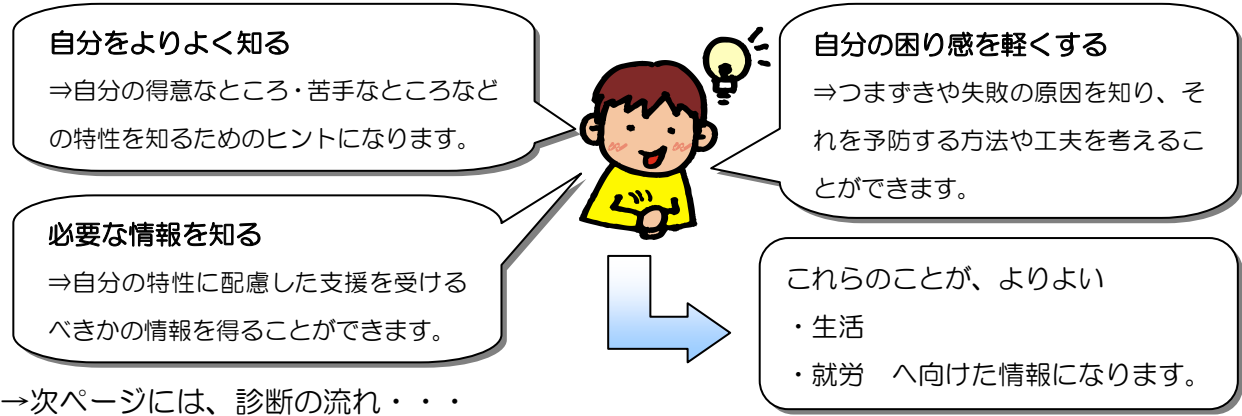 自分をよりよく知る
⇒自分の得意なところ・苦手なところなど
の特性を知るためのヒントになります。
自分の困り感を軽くする
⇒つまずきや失敗の原因を知り、そ
れを予防する方法や工夫を考えるこ
とができます。
必要な情報を知る
⇒自分の特性に配慮した支援を受ける
べきかの情報を得ることができます。
これらのことが、よりよい
・生活
・就労　へ向けた情報になります。
→次ページには、診断の流れ・・・